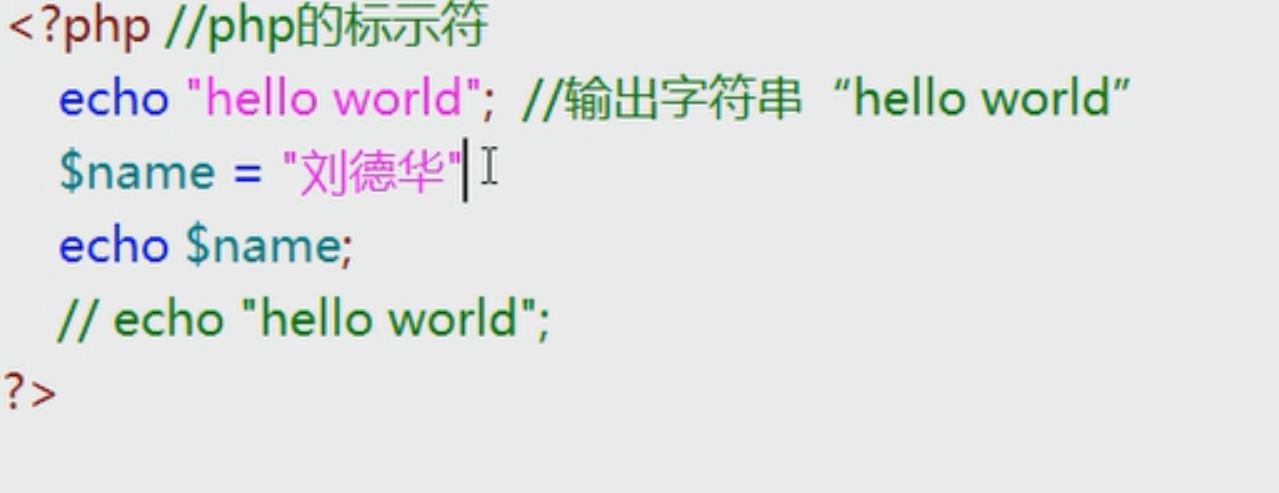 <?php //php的标示符
echo "hello world"; //输出字符串“hello world”
$name = "刘德华"
echo $name;
// echo "hello world";
?>